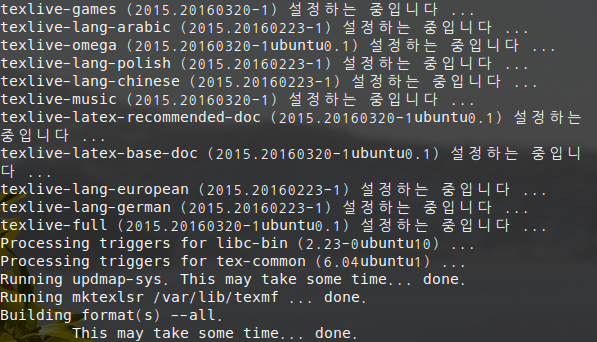 texlive-games (2015.20160320-1) 설정하는 중입니다 ...
texlive-lang-arabic (2015.20160223-1) 설정하는 중입니다 ...
texlive-omega (2015.20160320-1ubuntu0.1) 설정하는 중입니다 ...
texlive-lang-polish (2015.20160223-1) 설정하는 중입니다 ...
texlive-lang-chinese (2015.20160223-1) 설정하는 중입니다 ...
texlive-music (2015.20160320-1) 설정하는 중입니다 ...
texlive-latex-recommended-doc (2015.20160320-1ubuntu0.1) 설정하는
중입니다 ...
texlive-latex-base-doc (2015.20160320-1ubuntu0.1) 설정하는 중입니
다 ...
texlive-lang-european (2015.20160223-1) 설정하는 중입니다 ...
texlive-lang-german (2015.20160223-1) 설정하는 중입니다 ...
texlive-full (2015.20160320-1ubuntu0.1) 설정하는 중입니다 ...
Processing triggers for libc-bin (2.23-0ubuntu10) ...
Processing triggers for tex-common (6.04ubuntu1) ...
Running updmap-sys. This may take some time... done.
Running mktexlsr /var/lib/texmf ... done.
Building format(s) --all.
        This may take some time... done.